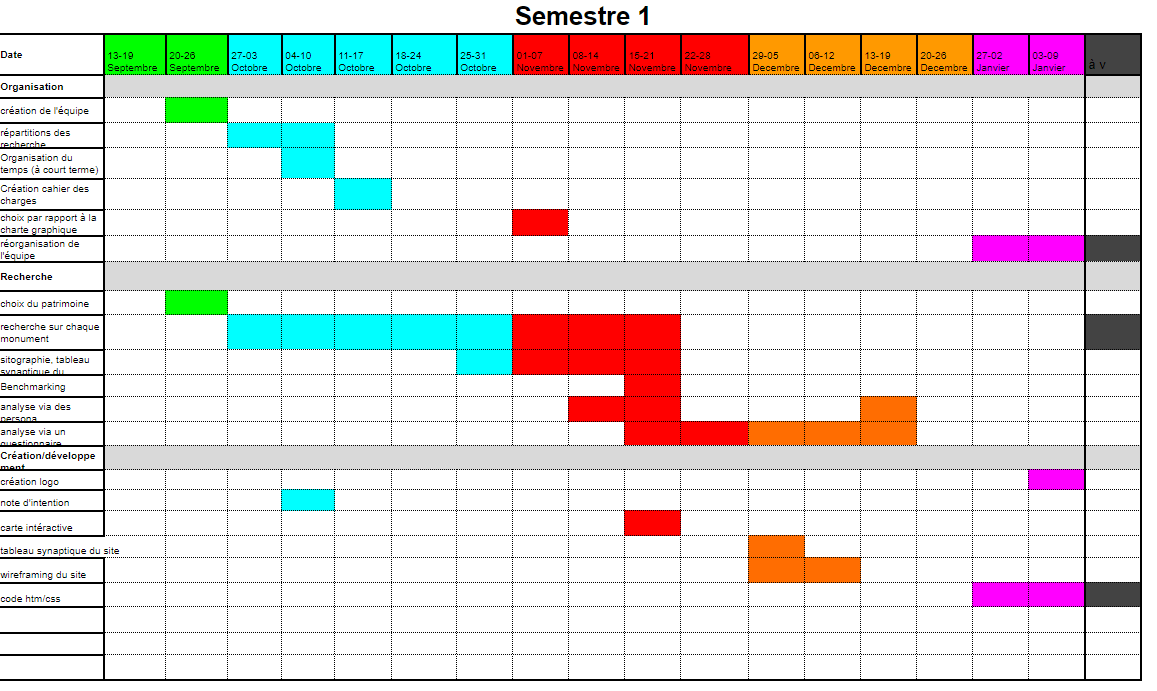 Semestre 1
Date
13-19
Septembre
20-26
Septembre
27-03
Octobre
04-10
Octobre
11-17
Octobre
18-24
Octobre
25-31
Octobre
01-07
Novembre
08-14
Novembre
15-21
Novembre
22-28
Novembre
29-05
Decembre
06-12
Decembre
13-19
Decembre
20-26
Decembre
27-02
Janvier
03-09
Janvier
à v
Organisation
création de l'équipe
répartitions des
recherche
Organisation du
temps (à court terme)
Création cahier des
charges
choix par rapport à la
charte graphique
réorganisation de
l'équipe
Recherche
choix du patrimoine
recherche sur chaque
monument
sitographie, tableau
synaptique du
Benchmarking
analyse via des
persona
analyse via un
questionnaire
Création/développe
ment
création logo
note d'intention
carte intéractive
tableau synaptique du site
wireframing du site
code htm/css